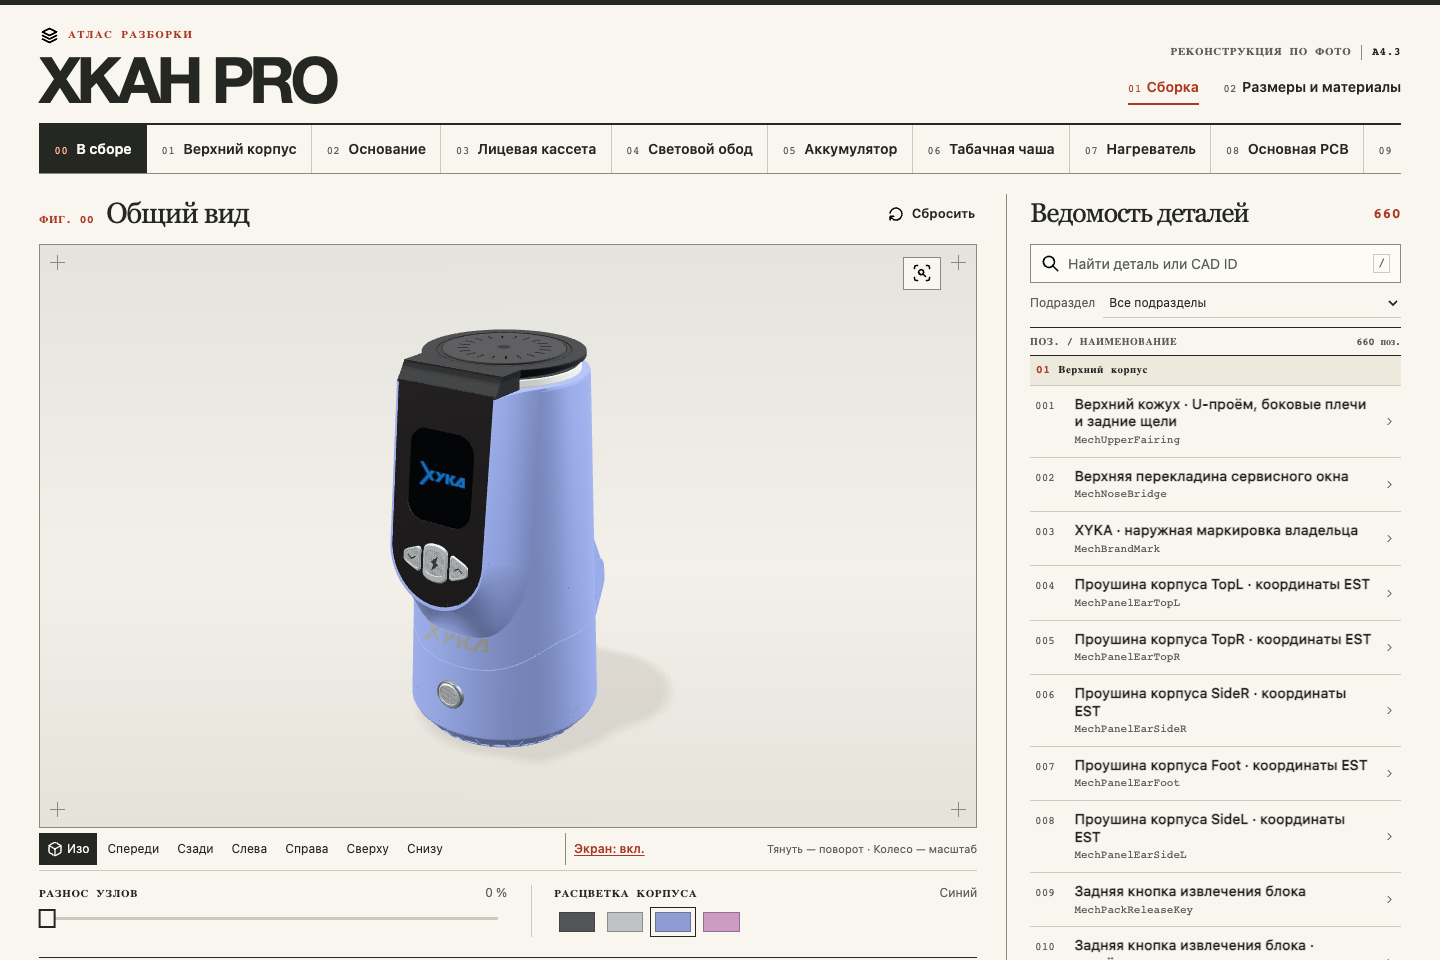 АТЛАС РАЗБОРКИ
ХКАН PRO
РЕКОНСТРУКЦИЯ ПО ФОТО
A4.3
01 Сборка
02 Размеры и материалы
00 В сборе
01 Верхний корпус
02 Основание
03 Лицевая кассета
04 Световой обод
05 Аккумулятор
06 Табачная чаша
07 Нагреватель
08 Основная PCB
09
ФИГ. 00 Общий вид
Сбросить
XYKA
XYKA
Изо
Спереди
Сзади
Слева
Справа
Сверху
Снизу
Экран: вкл.
Тянуть — поворот · Колесо — масштаб
РАЗНОС УЗЛОВ
0 %
РАСЦВЕТКА КОРПУСА
Синий
Ведомость деталей
660
Найти деталь или CAD ID
/
Подраздел
Все подразделы
ПОЗ. / НАИМЕНОВАНИЕ
660 поз.
01 Верхний корпус
001 Верхний кожух · U-проём, боковые плечи
и задние щели
MechUpperFairing
002 Верхняя перекладина сервисного окна
MechNoseBridge
003 XYKA · наружная маркировка владельца
MechBrandMark
004 Проушина корпуса TopL · координаты EST
MechPanelEarTopL
005 Проушина корпуса TopR · координаты EST
MechPanelEarTopR
006 Проушина корпуса SideR · координаты
EST
MechPanelEarSideR
007 Проушина корпуса Foot · координаты EST
MechPanelEarFoot
008 Проушина корпуса SideL · координаты
EST
MechPanelEarSideL
009 Задняя кнопка извлечения блока
MechPackReleaseKey
010 Задняя кнопка извлечения блока ·